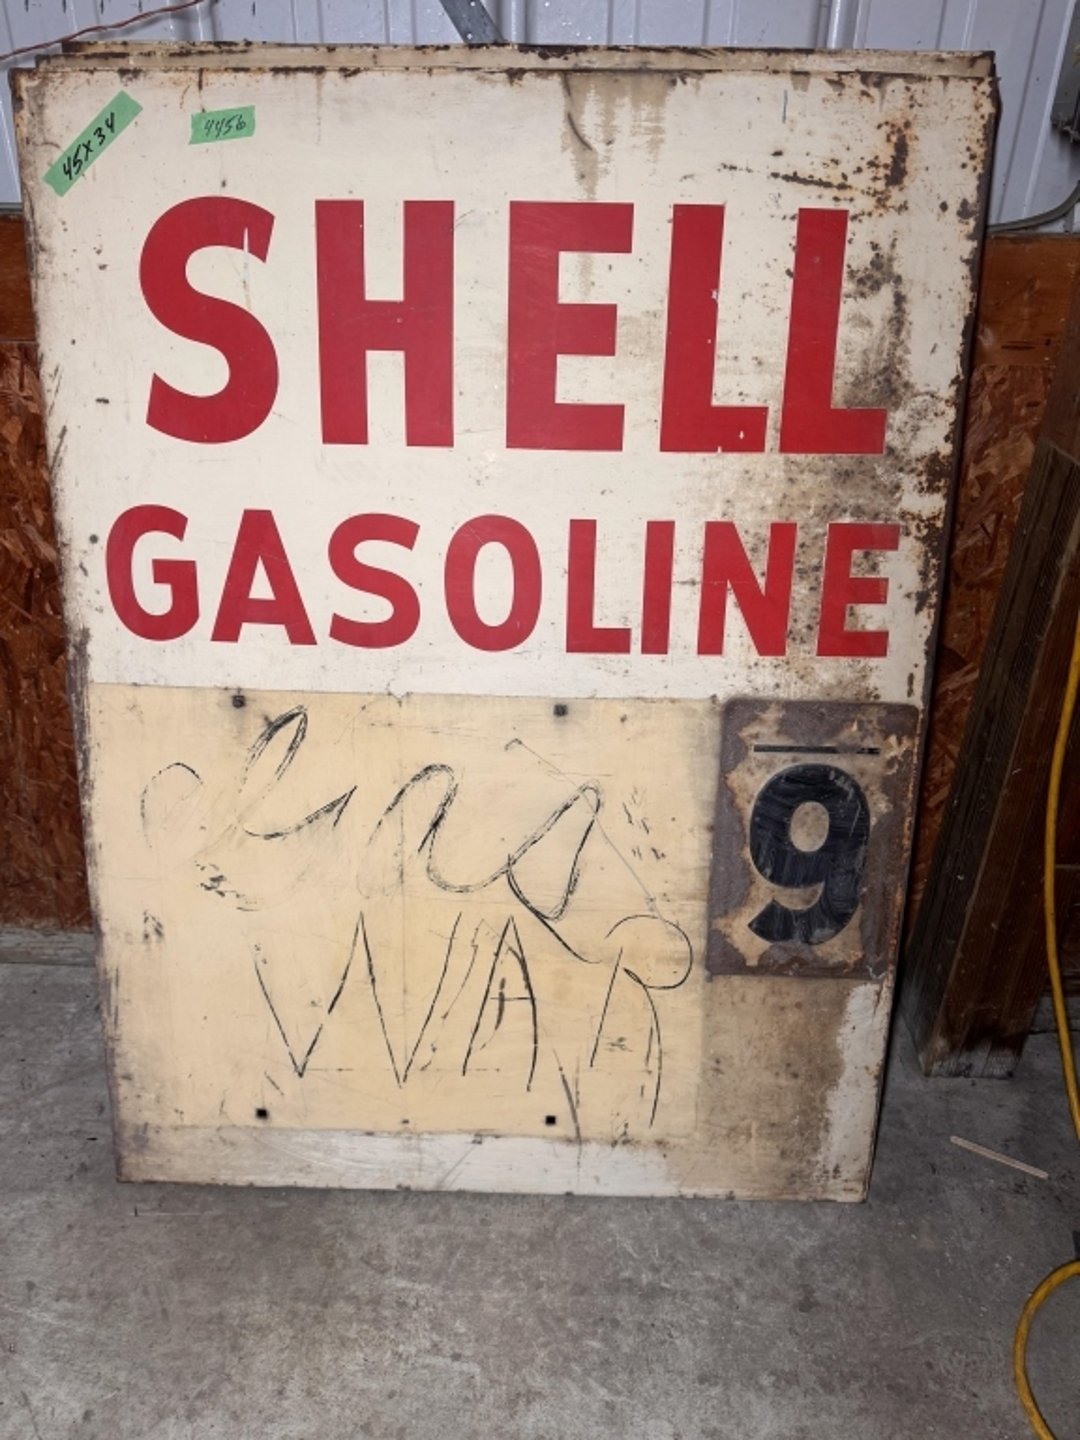 45X34
4456
SHELL
GASOLINE
Gas
WAR
9